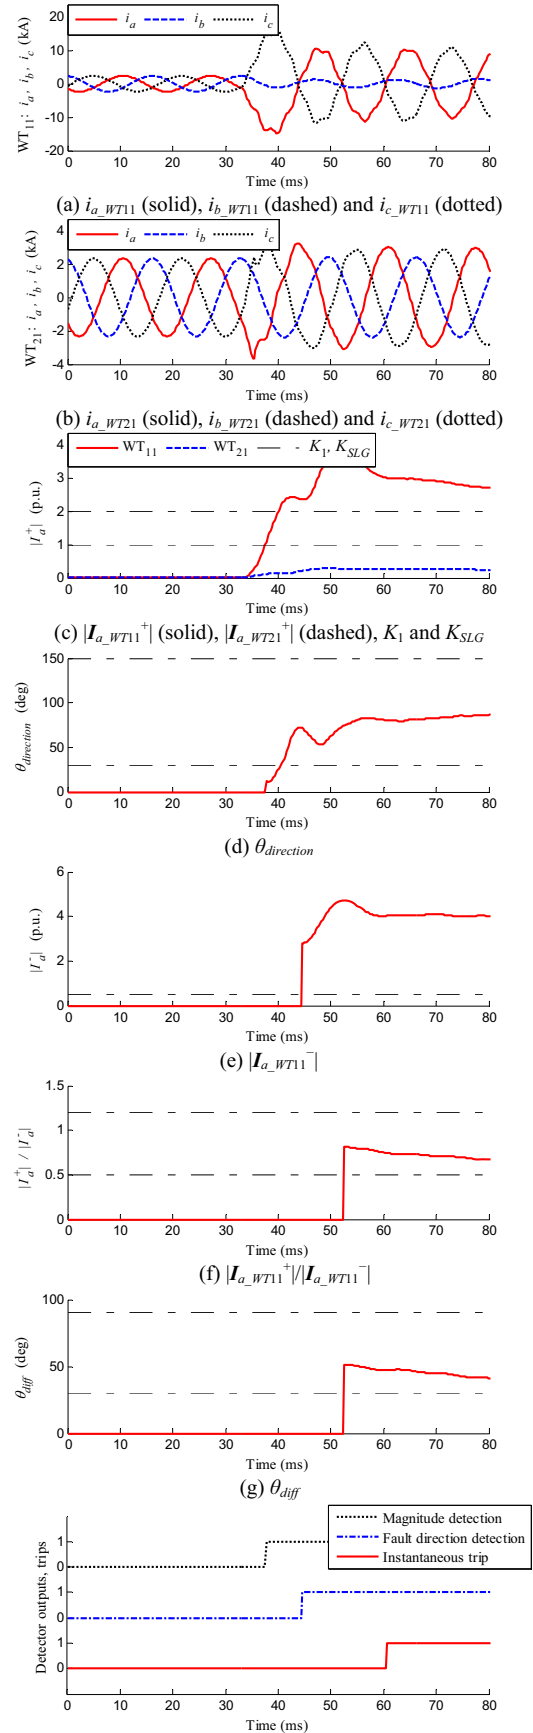 i_a i_b i_c
WT11: i_a, i_b, i_c (kA)
20
10
0
-10
-20
0 10 20 30 40 50 60 70 80
Time (ms)
(a) i_a_WT11 (solid), i_b_WT11 (dashed) and i_c_WT11 (dotted)
i_a i_b i_c
WT21: i_a, i_b, i_c (kA)
4
2
0
-2
-4
0 10 20 30 40 50 60 70 80
Time (ms)
(b) i_a_WT21 (solid), i_b_WT21 (dashed) and i_c_WT21 (dotted)
WT11 WT21 K1, KSLG
|I_a^+| (p.u.)
4
3
2
1
0
0 10 20 30 40 50 60 70 80
Time (ms)
(c) |I_a_WT11^+| (solid), |I_a_WT21^+| (dashed), K1 and KSLG
θ_direction (deg)
150
100
50
0
0 10 20 30 40 50 60 70 80
Time (ms)
(d) θ_direction
|I_a^-| (p.u.)
6
4
2
0
0 10 20 30 40 50 60 70 80
Time (ms)
(e) |I_a_WT11^−|
|I_a^+| / |I_a^-|
1.5
1
0.5
0
0 10 20 30 40 50 60 70 80
Time (ms)
(f) |I_a_WT11^+|/|I_a_WT11^−|
θ_diff (deg)
100
50
0
0 10 20 30 40 50 60 70 80
Time (ms)
(g) θ_diff
Magnitude detection
Fault direction detection
Instantaneous trip
Detector outputs, trips
1
0
1
0
1
0
0 10 20 30 40 50 60 70 80
Time (ms)